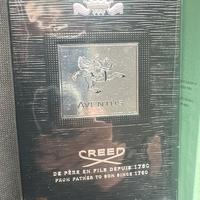 AVENTUS
CREED
DE PÈRE EN FILS DEPUIS 1760
FROM FATHER TO SON SINCE 1760